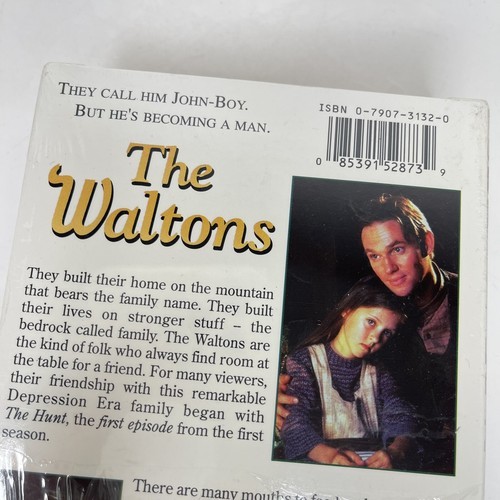 THEY CALL HIM JOHN-BOY.
BUT HE'S BECOMING A MAN.
ISBN 0-7907-3132-0
0 85391 52873 9
The
Waltons
They built their home on the mountain
that bears the family name. They built
their lives on stronger stuff – the
bedrock called family. The Waltons are
the kind of folk who always find room at
the table for a friend. For many viewers,
their friendship with this remarkable
Depression Era family began with
The Hunt, the first episode from the first
season.
There are many mouths to